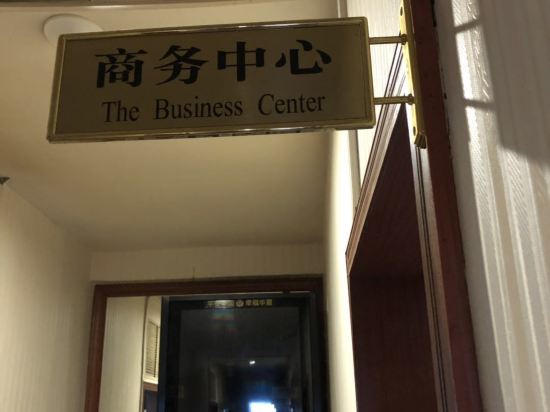 商务中心
The Business Center